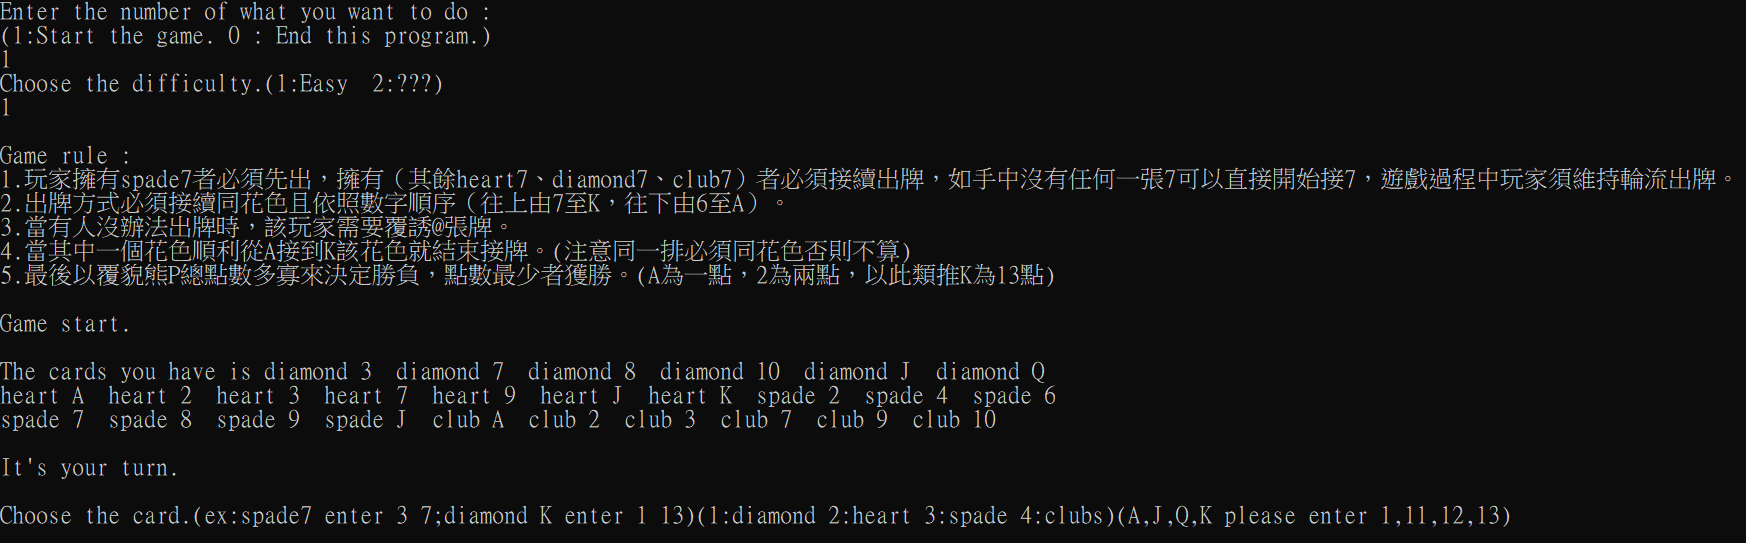 Enter the number of what you want to do :
(1:Start the game. 0 : End this program.)
1
Choose the difficulty.(1:Easy  2:???)
1
Game rule :
1.玩家擁有spade7者必須先出，擁有（其餘heart7、diamond7、club7）者必須接續出牌，如手中沒有任何一張7可以直接開始接7，遊戲過程中玩家須維持輪流出牌。
2.出牌方式必須接續同花色且依照數字順序（往上由7至K，往下由6至A）。
3.當有人沒辦法出牌時，該玩家需要覆誘@張牌。
4.當其中一個花色順利從A接到K該花色就結束接牌。(注意同一排必須同花色否則不算)
5.最後以覆貌熊P總點數多寡來決定勝負，點數最少者獲勝。(A為一點，2為兩點，以此類推K為13點)
Game start.
The cards you have is diamond 3  diamond 7  diamond 8  diamond 10  diamond J  diamond Q
heart A  heart 2  heart 3  heart 7  heart 9  heart J  heart K  spade 2  spade 4  spade 6
spade 7  spade 8  spade 9  spade J  club A  club 2  club 3  club 7  club 9  club 10
It's your turn.
Choose the card.(ex:spade7 enter 3 7;diamond K enter 1 13)(1:diamond 2:heart 3:spade 4:clubs)(A,J,Q,K please enter 1,11,12,13)